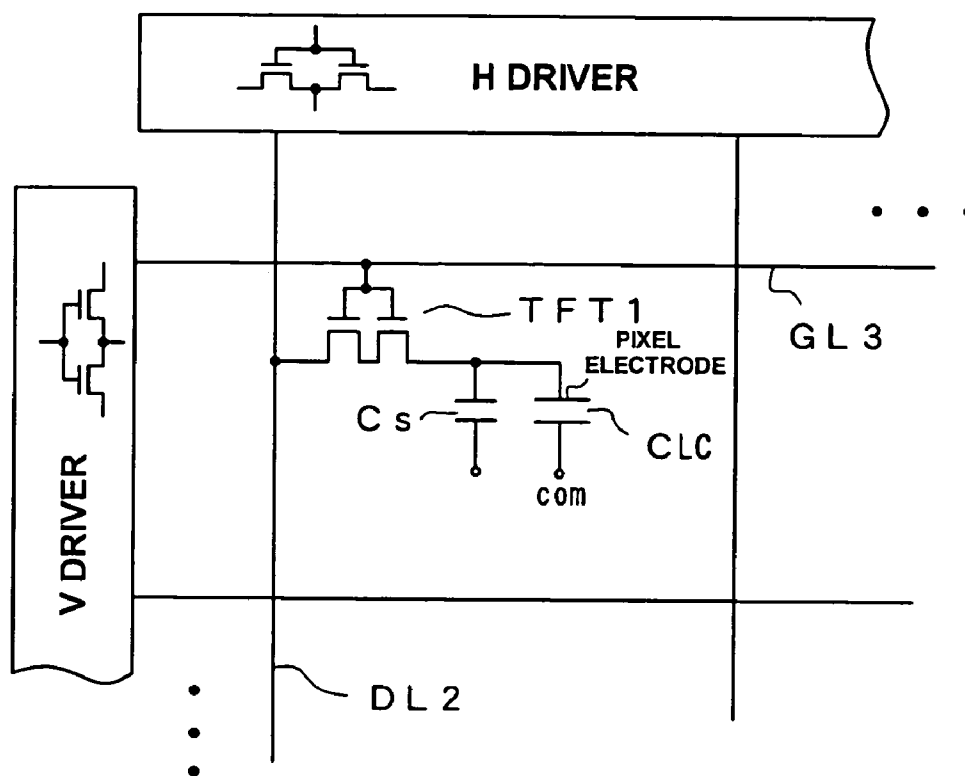 H DRIVER
TFT1
GL3
PIXEL
ELECTRODE
Cs
CLC
com
V DRIVER
DL2